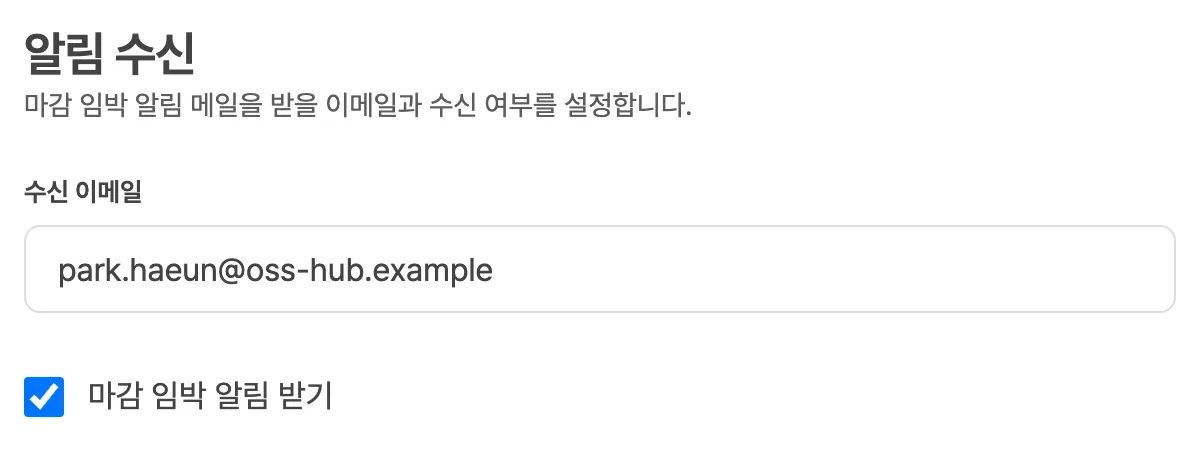 알림 수신
마감 임박 알림 메일을 받을 이메일과 수신 여부를 설정합니다.
수신 이메일
park.haeun@oss-hub.example
마감 임박 알림 받기